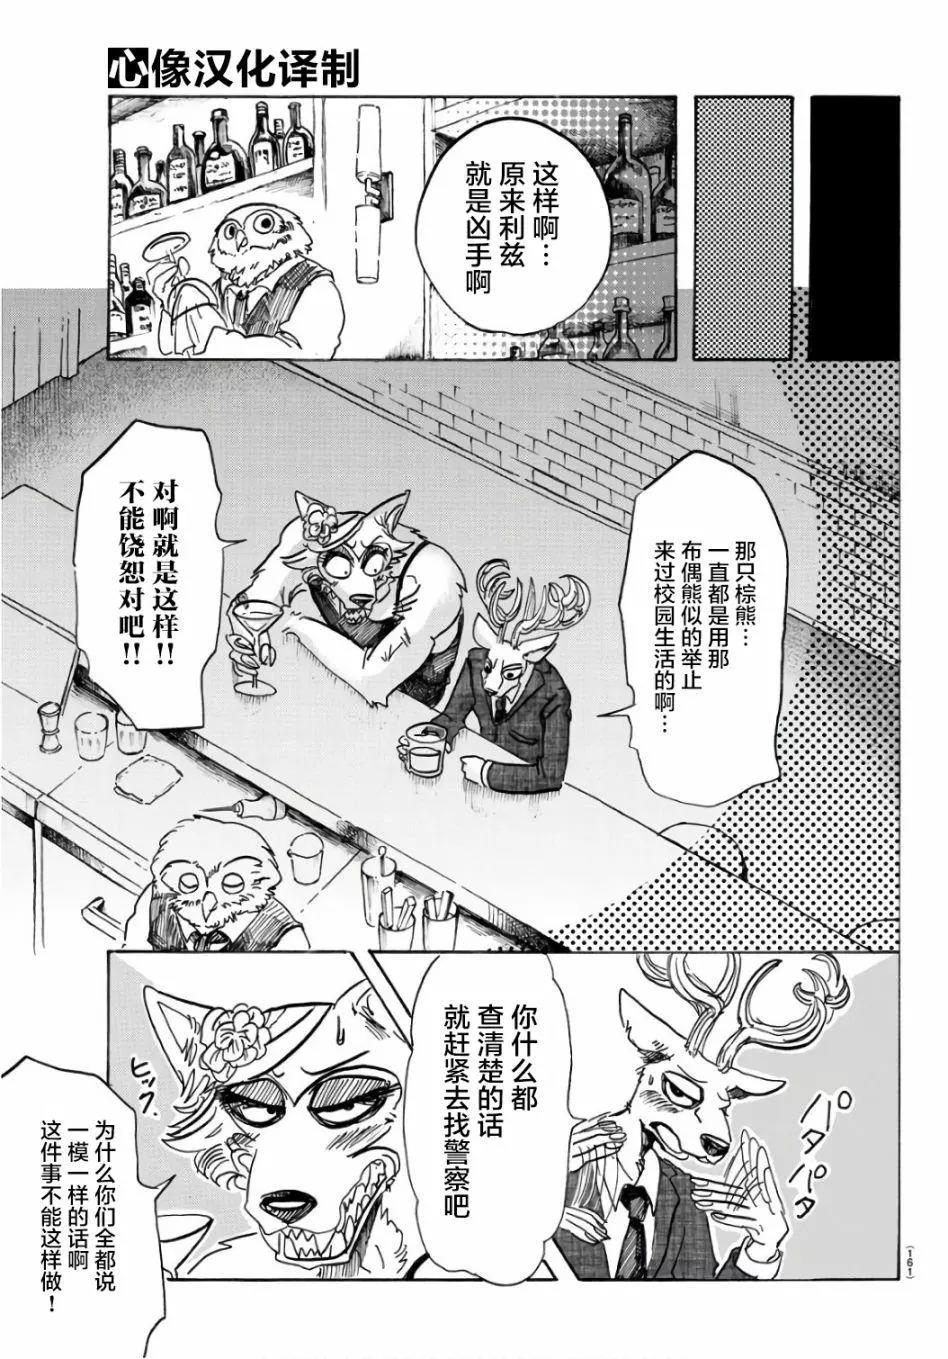 心像汉化译制
这样啊…
原来利兹
就是凶手啊
那只棕熊…
一直都是用那
布偶熊似的举止
来过校园生活的啊…
对啊就是这样!!
不能饶恕对吧!!
你什么都
查清楚的话
就赶紧去找警察吧
パタパタ
ヒック
为什么你们全都说
一模一样的话啊
这件事不能这样做！
(161)